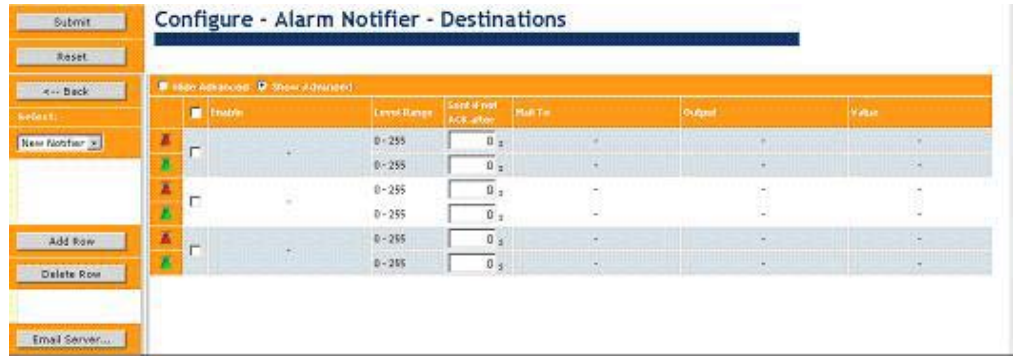 Submit
Reset
<-- Back
Select:
New Notifier
Add Row
Delete Row
Email Server...
Configure - Alarm Notifier - Destinations
Hide Advanced Show Advanced
Enable Level Range Sent if not ACK after Mail To Output Value
- 0 - 255 0 s - - -
0 - 255 0 s - - -
- 0 - 255 0 s - - -
0 - 255 0 s - - -
- 0 - 255 0 s - - -
0 - 255 0 s - - -